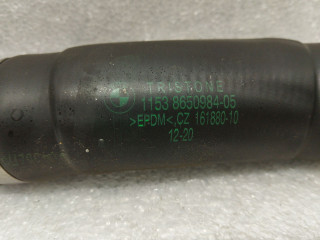 TRISTONE
1153 8650984-05
>EPDM<,CZ 161880-10
12-20